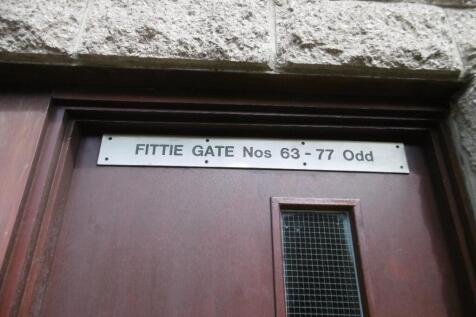 FITTIE GATE Nos 63 - 77 Odd